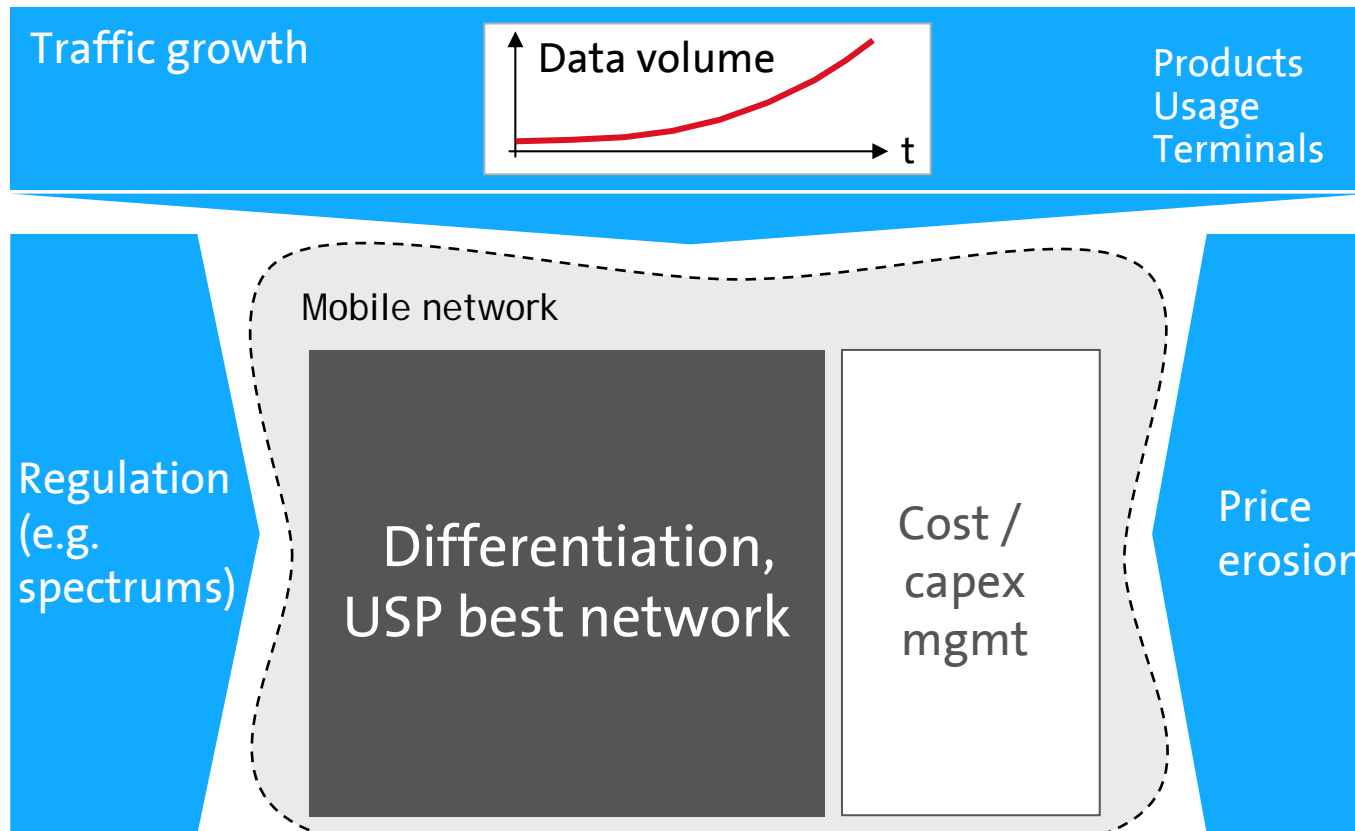 Traffic growth
Data volume
t
Products
Usage
Terminals
Mobile network
Regulation
(e.g.
spectrums)
Differentiation,
USP best network
Cost /
capex
mgmt
Price
erosion